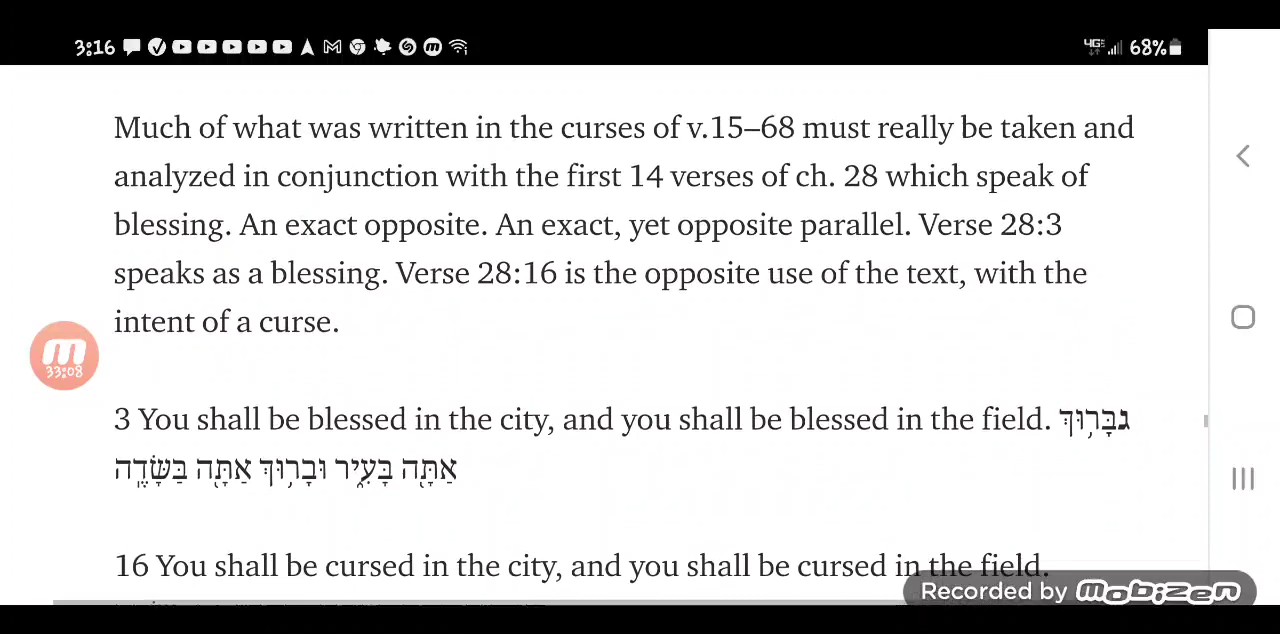 3:16
4G 68%
Much of what was written in the curses of v.15–68 must really be taken and
analyzed in conjunction with the first 14 verses of ch. 28 which speak of
blessing. An exact opposite. An exact, yet opposite parallel. Verse 28:3
speaks as a blessing. Verse 28:16 is the opposite use of the text, with the
intent of a curse.
m
33:08
3 You shall be blessed in the city, and you shall be blessed in the field. גבָּר֥וּךְ
אַתָּ֖ה בָּעִ֑יר וּבָר֥וּךְ אַתָּ֖ה בַּשָּׂדֶֽה
16 You shall be cursed in the city, and you shall be cursed in the field.
Recorded by mobizen